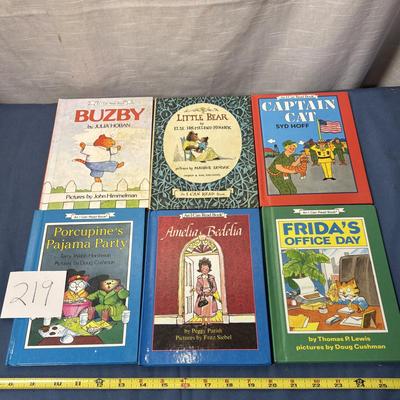 An I Can Read Book
BUZBY
by JULIA HOBAN
Pictures by John Himmelman
LITTLE BEAR
by
ELSE HOLMELUND MINARIK
pictures by MAURICE SENDAK
An I CAN READ Book
An I Can Read Book
CAPTAIN
CAT
SYD HOFF
An I Can Read Book
Porcupine's
Pajama Party
Terry Webb Harshman
Pictures by Doug Cushman
219
An I Can Read Book
Amelia Bedelia
by Peggy Parish
Pictures by Fritz Siebel
An I Can Read Book
FRIDA'S
OFFICE DAY
by Thomas P. Lewis
pictures by Doug Cushman